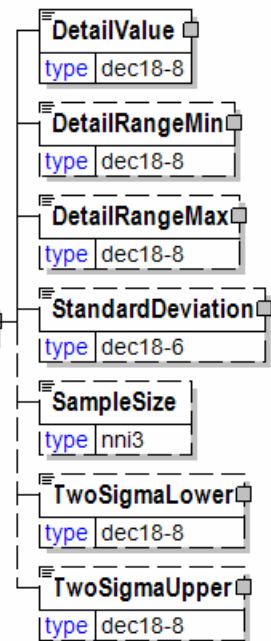 DetailValue
type dec18-8
DetailRangeMin
type dec18-8
DetailRangeMax
type dec18-8
StandardDeviation
type dec18-6
SampleSize
type nni3
TwoSigmaLower
type dec18-8
TwoSigmaUpper
type dec18-8